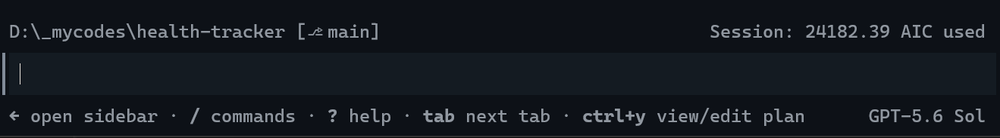 D:\_mycodes\health-tracker [⎇ main] Session: 24182.39 AIC used
← open sidebar · / commands · ? help · tab next tab · ctrl+y view/edit plan GPT-5.6 Sol